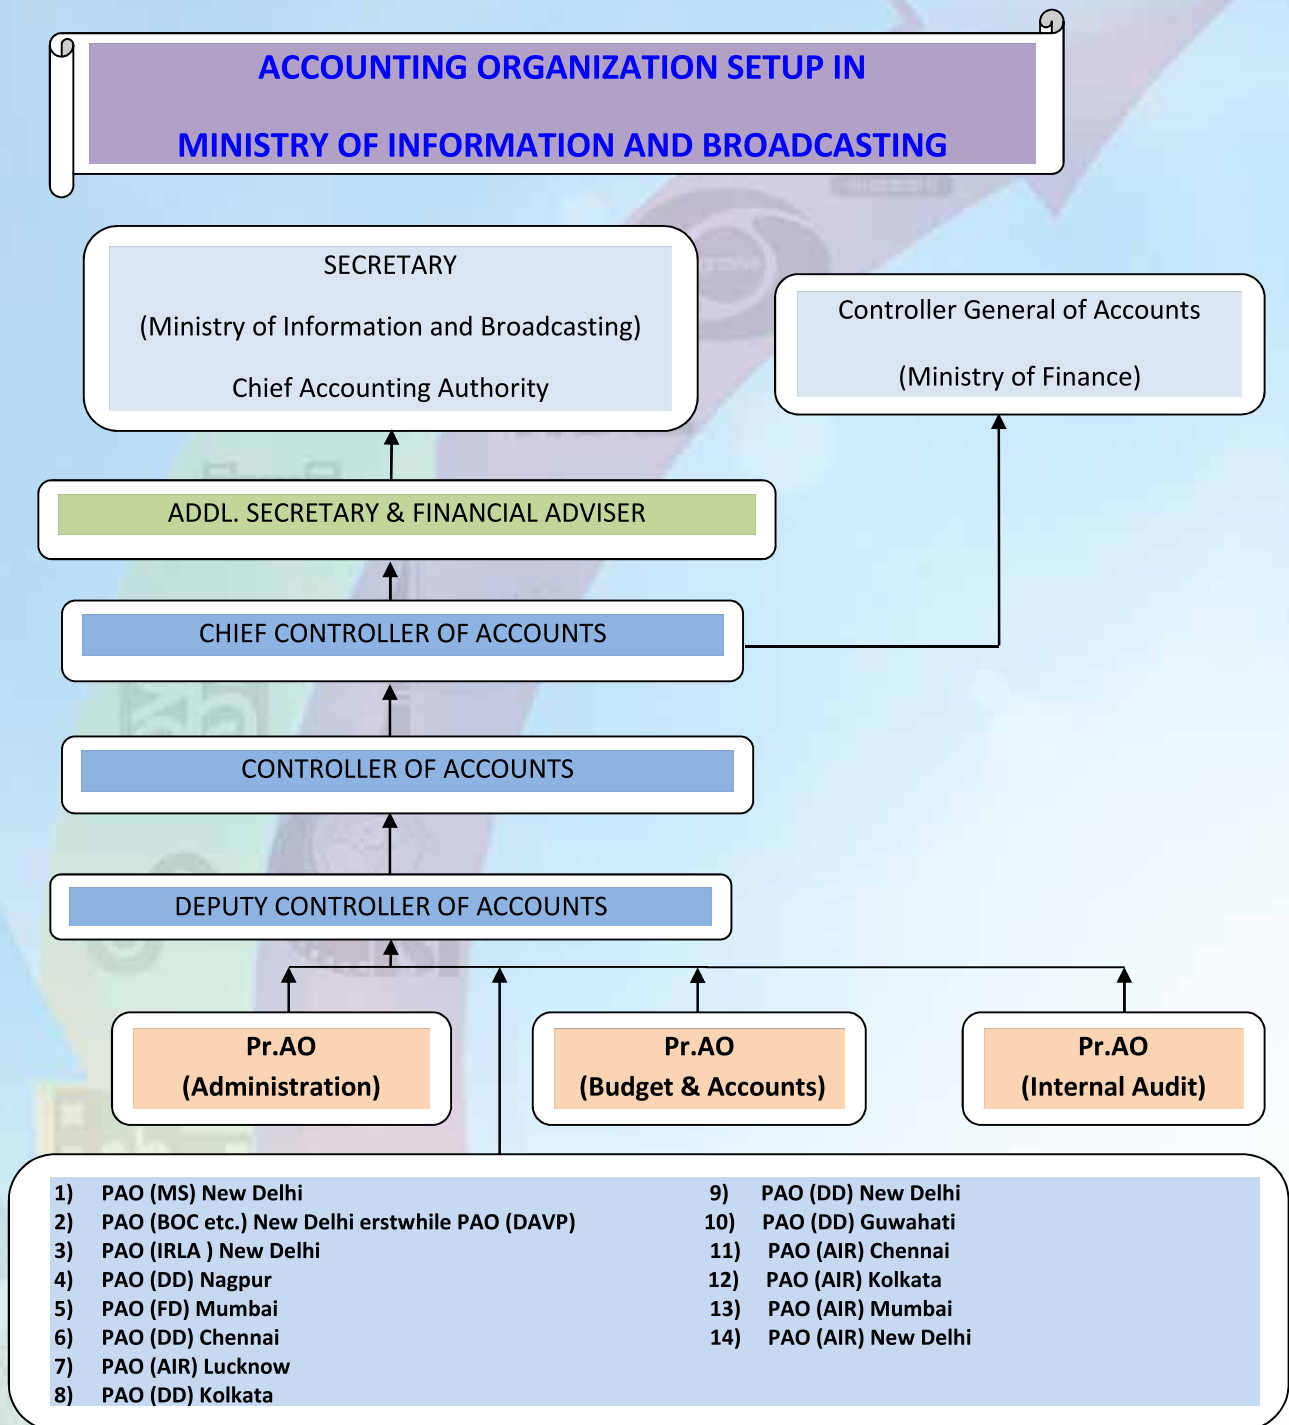 ACCOUNTING ORGANIZATION SETUP IN
MINISTRY OF INFORMATION AND BROADCASTING
SECRETARY
(Ministry of Information and Broadcasting)
Chief Accounting Authority
Controller General of Accounts
(Ministry of Finance)
ADDL. SECRETARY & FINANCIAL ADVISER
CHIEF CONTROLLER OF ACCOUNTS
CONTROLLER OF ACCOUNTS
DEPUTY CONTROLLER OF ACCOUNTS
Pr.AO
(Administration)
Pr.AO
(Budget & Accounts)
Pr.AO
(Internal Audit)
1) PAO (MS) New Delhi
2) PAO (BOC etc.) New Delhi erstwhile PAO (DAVP)
3) PAO (IRLA ) New Delhi
4) PAO (DD) Nagpur
5) PAO (FD) Mumbai
6) PAO (DD) Chennai
7) PAO (AIR) Lucknow
8) PAO (DD) Kolkata
9) PAO (DD) New Delhi
10) PAO (DD) Guwahati
11) PAO (AIR) Chennai
12) PAO (AIR) Kolkata
13) PAO (AIR) Mumbai
14) PAO (AIR) New Delhi